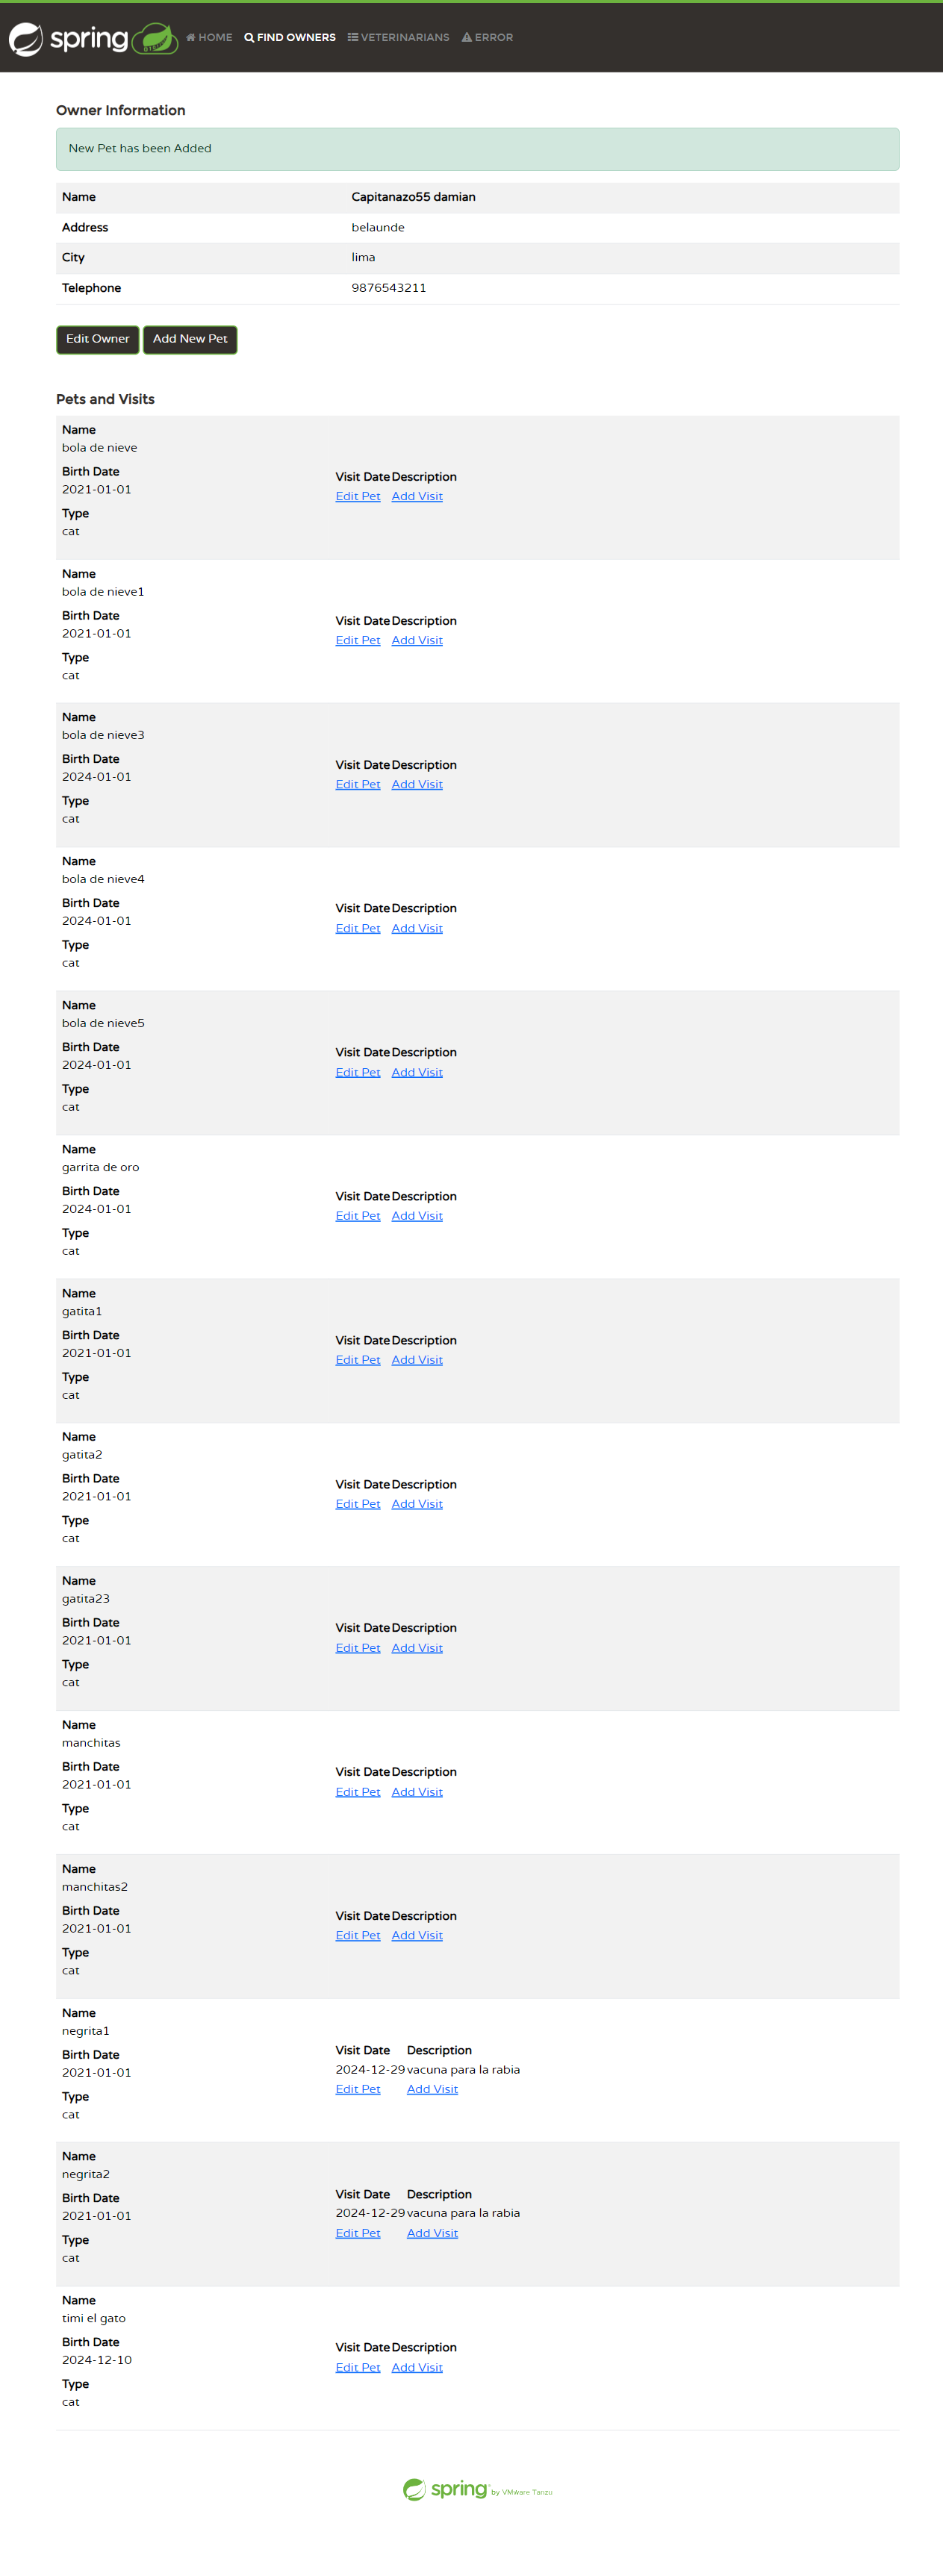 spring
HOME FIND OWNERS VETERINARIANS ERROR
Owner Information
New Pet has been Added
Name Capitanazo55 damian
Address belaunde
City lima
Telephone 9876543211
Edit Owner Add New Pet
Pets and Visits
Name
bola de nieve
Birth Date
2021-01-01
Type
cat
Visit Date Description
Edit Pet Add Visit
Name
bola de nieve1
Birth Date
2021-01-01
Type
cat
Visit Date Description
Edit Pet Add Visit
Name
bola de nieve3
Birth Date
2024-01-01
Type
cat
Visit Date Description
Edit Pet Add Visit
Name
bola de nieve4
Birth Date
2024-01-01
Type
cat
Visit Date Description
Edit Pet Add Visit
Name
bola de nieve5
Birth Date
2024-01-01
Type
cat
Visit Date Description
Edit Pet Add Visit
Name
garrita de oro
Birth Date
2024-01-01
Type
cat
Visit Date Description
Edit Pet Add Visit
Name
gatita1
Birth Date
2021-01-01
Type
cat
Visit Date Description
Edit Pet Add Visit
Name
gatita2
Birth Date
2021-01-01
Type
cat
Visit Date Description
Edit Pet Add Visit
Name
gatita23
Birth Date
2021-01-01
Type
cat
Visit Date Description
Edit Pet Add Visit
Name
manchitas
Birth Date
2021-01-01
Type
cat
Visit Date Description
Edit Pet Add Visit
Name
manchitas2
Birth Date
2021-01-01
Type
cat
Visit Date Description
Edit Pet Add Visit
Name
negrita1
Birth Date
2021-01-01
Type
cat
Visit Date Description
2024-12-29 vacuna para la rabia
Edit Pet Add Visit
Name
negrita2
Birth Date
2021-01-01
Type
cat
Visit Date Description
2024-12-29 vacuna para la rabia
Edit Pet Add Visit
Name
timi el gato
Birth Date
2024-12-10
Type
cat
Visit Date Description
Edit Pet Add Visit
spring by VMware Tanzu